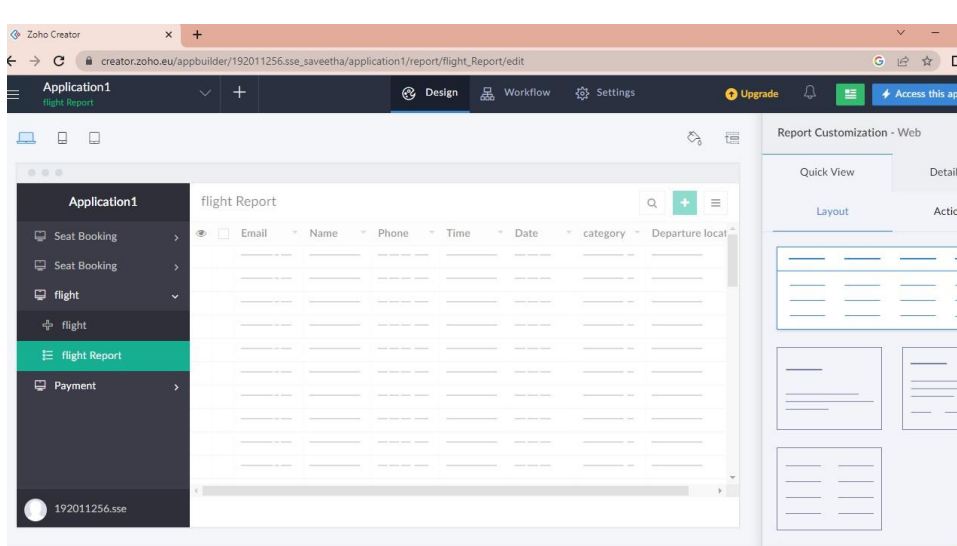 Zoho Creator
creator.zoho.eu/appbuilder/192011256.sse_saveetha/application1/report/flight_Report/edit
Application1
flight Report
Design
Workflow
Settings
Upgrade
Access this ap
Report Customization - Web
Quick View
Detail
Layout
Actio
Application1
Seat Booking
Seat Booking
flight
flight
flight Report
Payment
192011256.sse
flight Report
Email Name Phone Time Date category Departure locat